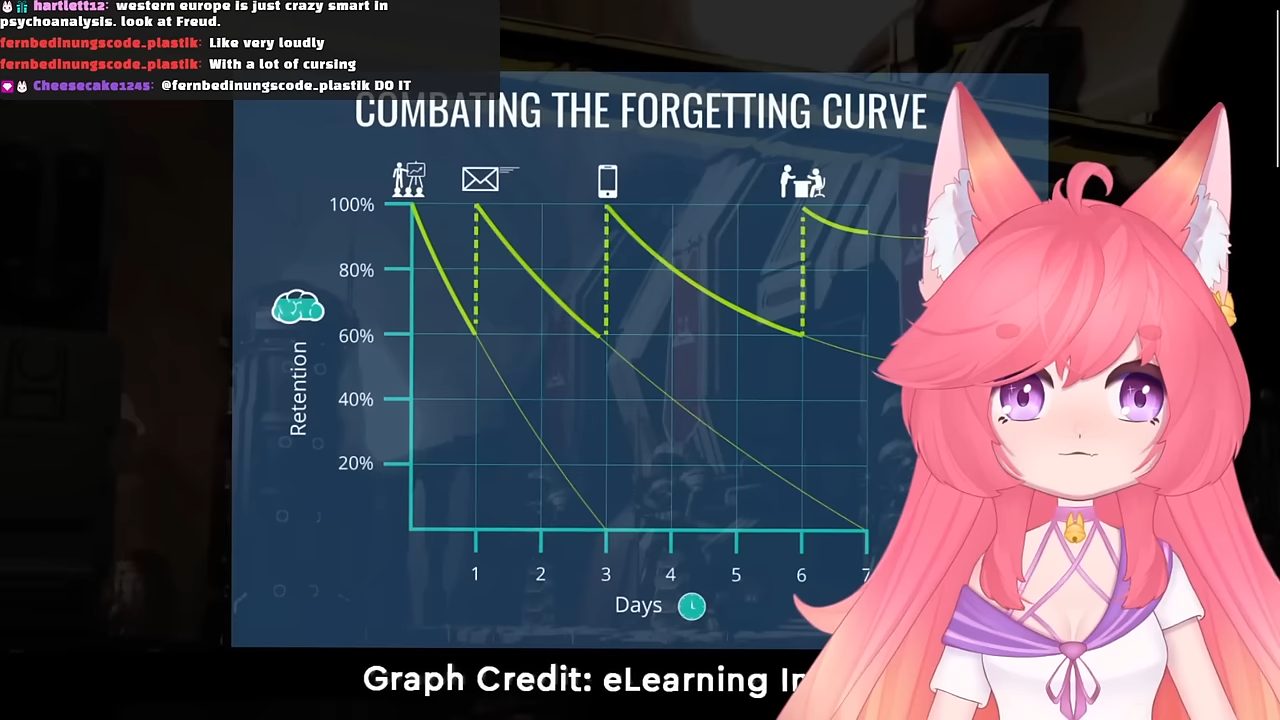 hartlett12: western europe is just crazy smart in
psychoanalysis. look at Freud.
fernbedinungscode_plastik: Like very loudly
fernbedinungscode_plastik: With a lot of cursing
Cheesecake1245: @fernbedinungscode_plastik DO IT
COMBATING THE FORGETTING CURVE
100%
80%
60%
40%
20%
Retention
1 2 3 4 5 6 7
Days
Graph Credit: eLearning